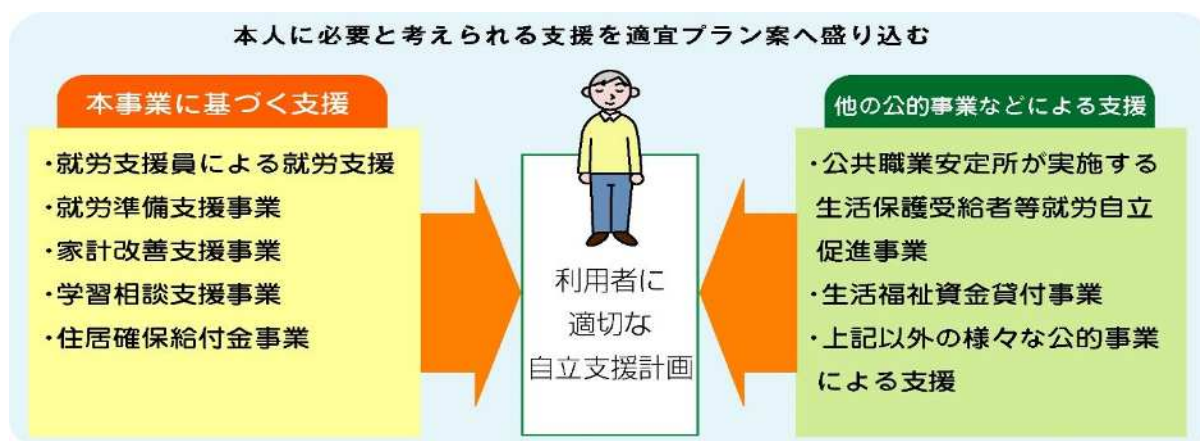 本人に必要と考えられる支援を適宜プラン案へ盛り込む
本事業に基づく支援
・就労支援員による就労支援
・就労準備支援事業
・家計改善支援事業
・学習相談支援事業
・住居確保給付金事業
利用者に
適切な
自立支援計画
他の公的事業などによる支援
・公共職業安定所が実施する
生活保護受給者等就労自立
促進事業
・生活福祉資金貸付事業
・上記以外の様々な公的事業
による支援